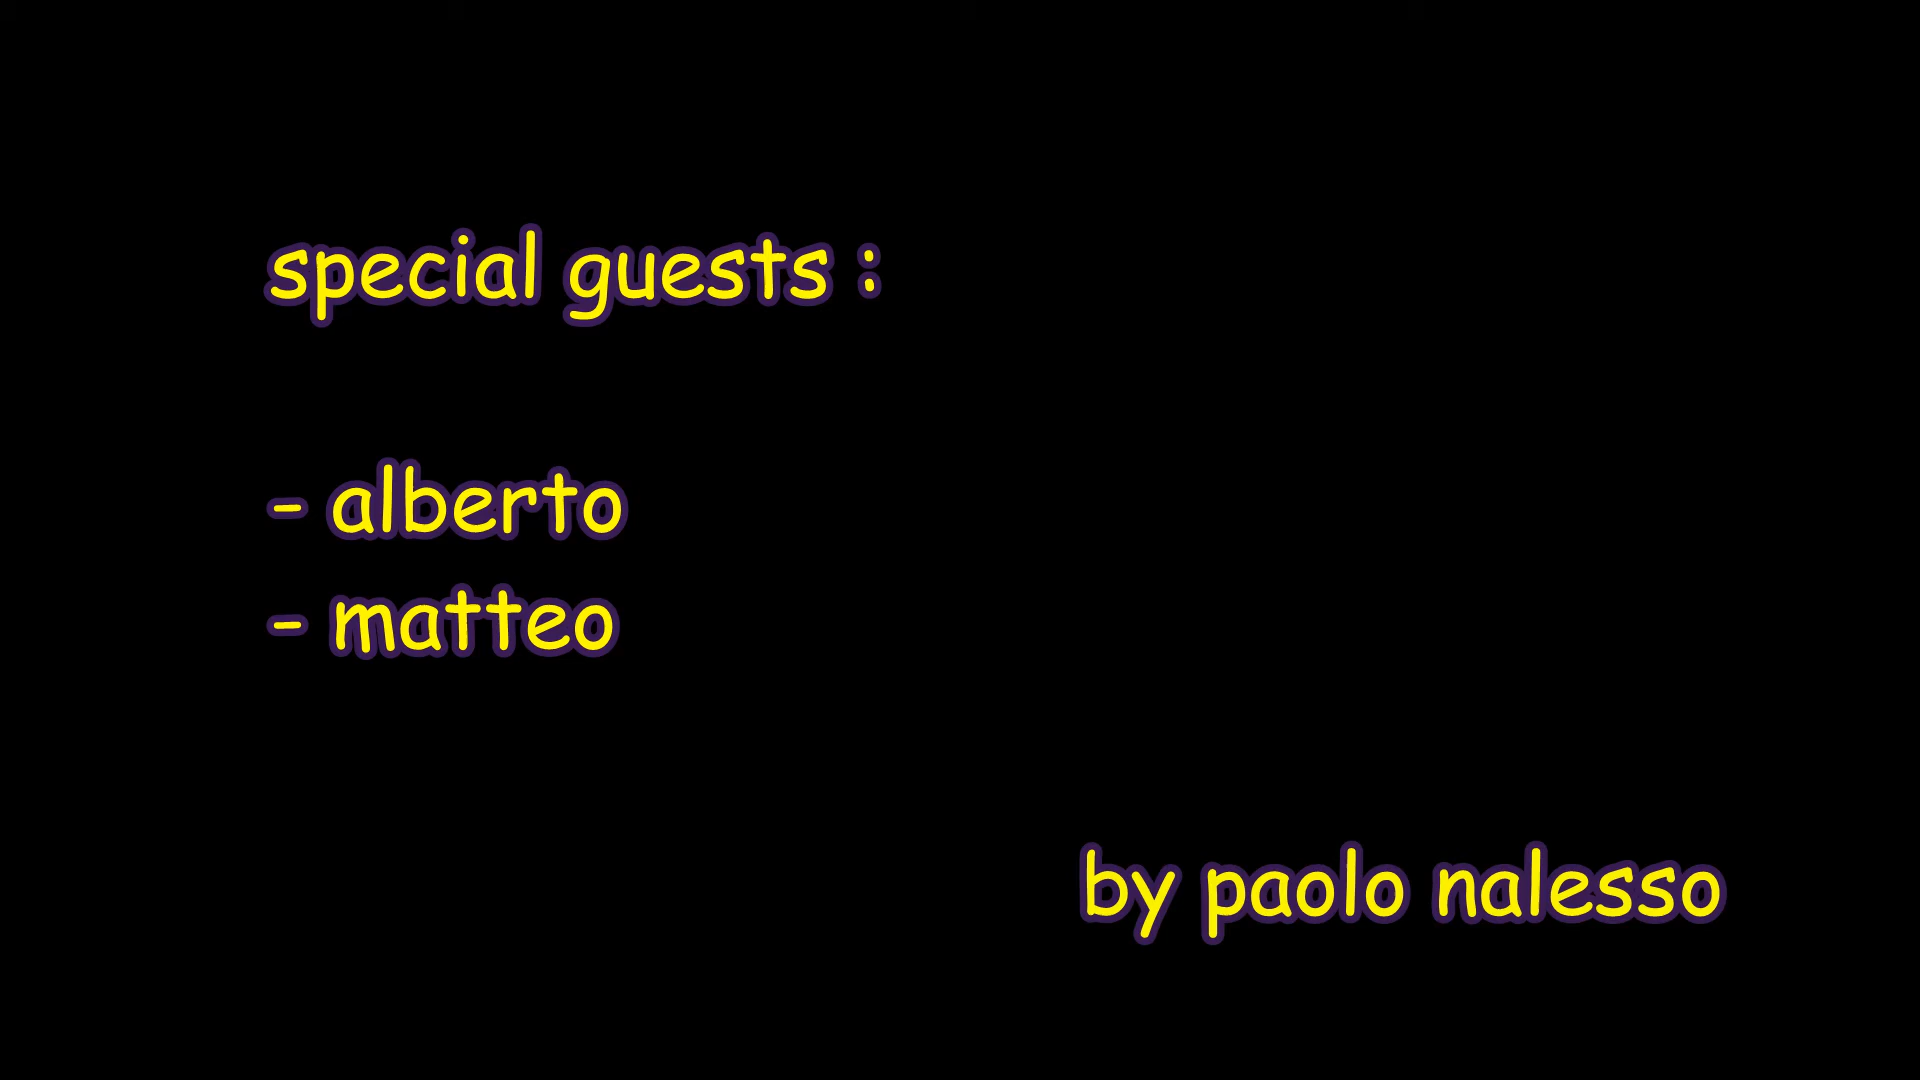 special guests :
- alberto
- matteo
by paolo nalesso